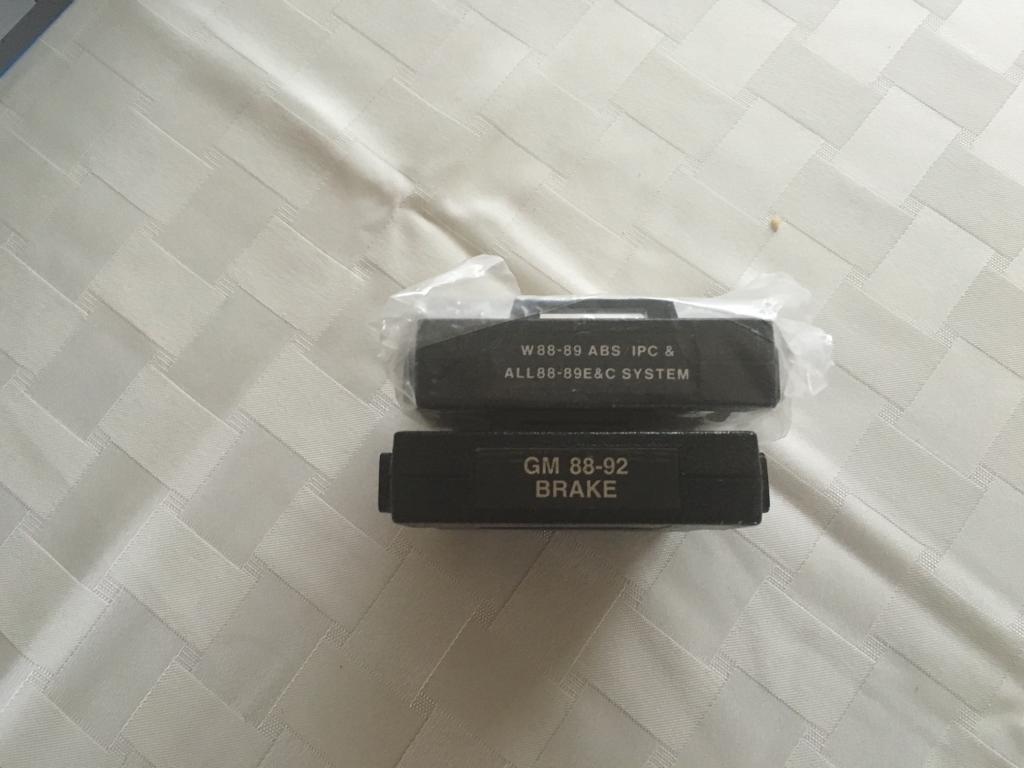 W88-89 ABS IPC &
ALL88-89E&C SYSTEM
GM 88-92
BRAKE